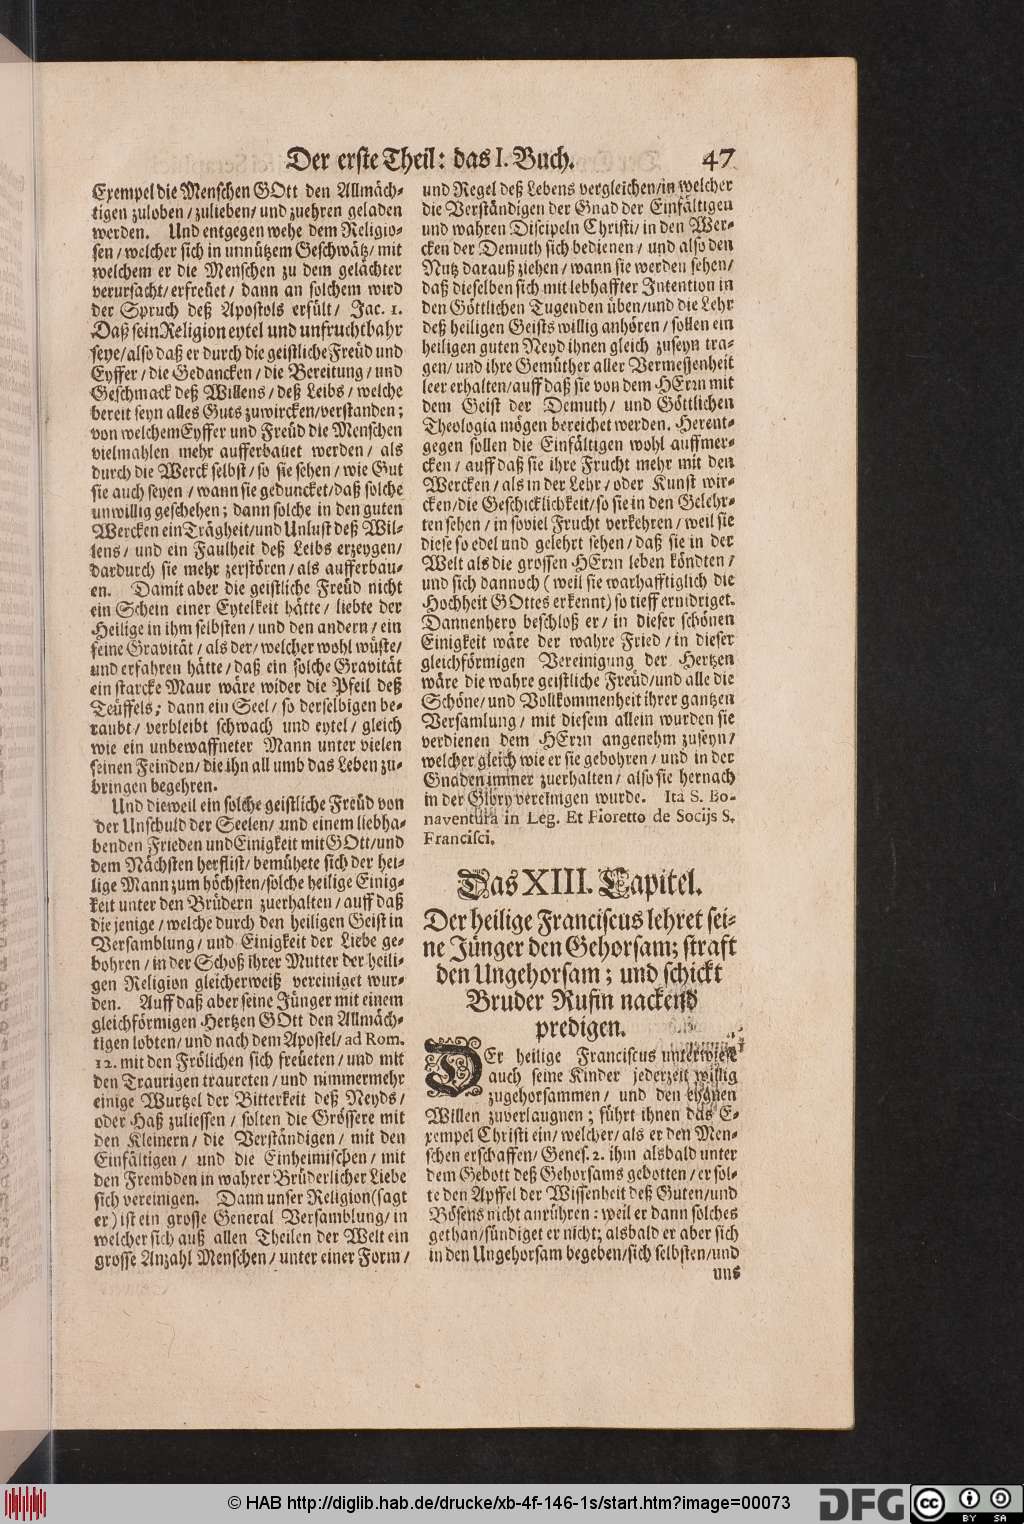 Der erste Theil: das I. Buch. 47
Exempel die Menschen GOtt den Allmäch-
tigen zuloben / zulieben / und zuehren geladen
werden. Und entgegen wehe dem Religio-
sen / welcher sich in unnützem Geschwätz / mit
welchem er die Menschen zu dem gelächter
verursacht / erfreüet / dann an solchem wird
der Spruch deß Apostols erfült / Jac. 1.
Daß sein Religion eytel und unfruchtbahr
seye / also daß er durch die geistliche Freüd und
Eyffer / die Gedancken / die Bereitung / und
Geschmack deß Willens / deß Leibs / welche
bereit seyn alles Guts zuwircken / verstanden;
von welchem Eyffer und Freüd die Menschen
vielmahlen mehr aufferbauet werden / als
durch die Werck selbst / so sie sehen / wie Gut
sie auch seyen / wann sie geduncket / daß solche
unwillig geschehen; dann solche in den guten
Wercken ein Trägheit / und Unlust deß Wil-
lens / und ein Faulheit deß Leibs erzeygen /
dardurch sie mehr zerstören / als aufferbau-
en. Damit aber die geistliche Freüd nicht
ein Schein einer Eytelkeit hätte / liebte der
Heilige in ihm selbsten / und den andern / ein
feine Gravität / als der / welcher wohl wüste /
und erfahren hätte / daß ein solche Gravität
ein starcke Maur wäre wider die Pfeil deß
Teüffels; dann ein Seel / so derselbigen be-
raubt / verbleibt schwach und eytel / gleich
wie ein unbewaffneter Mann unter vielen
seinen Feinden / die ihn all umb das Leben zu-
bringen begehren.
Und dieweil ein solche geistliche Freüd von
der Unschuld der Seelen / und einem liebha-
benden Frieden und Einigkeit mit GOtt / und
dem Nächsten herflist / bemühete sich der hei-
lige Mann zum höchsten / solche heilige Einig-
keit unter den Brüdern zuerhalten / auff daß
die jenige / welche durch den heiligen Geist in
Versamblung / und Einigkeit der Liebe ge-
bohren / in der Schoß ihrer Mutter der heili-
gen Religion gleicherweiß vereiniget wur-
den. Auff daß aber seine Jünger mit einem
gleichförmigen Hertzen GOtt den Allmäch-
tigen lobten / und nach dem Apostel / ad Rom.
12. mit den Frölichen sich freüeten / und mit
den Traurigen traureten / und nimmermehr
einige Wurtzel der Bitterkeit deß Neyds /
oder Haß zuliessen / solten die Grössere mit
den Kleinern / die Verständigen / mit den
Einfältigen / und die Einheimischen / mit
den Frembden in wahrer Brüderlicher Liebe
sich vereinigen. Dann unser Religion (sagt
er) ist ein grosse General Versamblung / in
welcher sich auß allen Theilen der Welt ein
grosse Anzahl Menschen / unter einer Form /
und Regel deß Lebens vergleichen / in welcher
die Verständigen der Gnad der Einfältigen
und wahren Discipeln Christi / in den Wer-
cken der Demuth sich bedienen / und also den
Nutz darauß ziehen / wann sie werden sehen /
daß dieselben sich mit lebhaffter Intention in
den Göttlichen Tugenden üben / und die Lehr
deß heiligen Geists willig anhören / sollen ein
heiligen guten Neyd ihnen gleich zuseyn tra-
gen / und ihre Gemüther aller Vermessenheit
leer erhalten / auff daß sie von dem HErrn mit
dem Geist der Demuth / und Göttlichen
Theologia mögen bereichet werden. Herent-
gegen sollen die Einfältigen wohl auffmer-
cken / auff daß sie ihre Frucht mehr mit den
Wercken / als in der Lehr / oder Kunst wir-
cken / die Geschicklichkeit / so sie in den Gelehr-
ten sehen / in soviel Frucht verkehren / weil sie
diese so edel und gelehrt sehen / daß sie in der
Welt als die grossen HErrn leben köndten /
und sich dannoch ( weil sie warhafftiglich die
Hochheit GOttes erkennt) so tieff ernidriget.
Dannenhero beschloß er / in dieser schönen
Einigkeit wäre der wahre Fried / in dieser
gleichförmigen Vereinigung der Hertzen
wäre die wahre geistliche Freüd / und alle die
Schöne / und Vollkommenheit ihrer gantzen
Versamlung / mit diesem allein wurden sie
verdienen dem HErrn angenehm zuseyn /
welcher gleich wie er sie gebohren / und in der
Gnaden immer zuerhalten / also sie hernach
in der Glory vereinigen wurde. Ita S. Bo-
naventura in Leg. Et Fioretto de Socijs S.
Francisci.
Das XIII. Capitel.
Der heilige Franciscus lehret sei-
ne Jünger den Gehorsam; straft
den Ungehorsam; und schickt
Bruder Rufin nackend
predigen.
DEr heilige Franciscus unterwiese
auch seine Kinder jederzeit willig
zugehorsammen / und den eygnen
Willen zuverlaugnen; führt ihnen das E-
xempel Christi ein / welcher / als er den Men-
schen erschaffen / Genes. 2. ihm alsbald unter
dem Gebott deß Gehorsams gebotten / er sol-
te den Apffel der Wissenheit deß Guten / und
Bösens nicht anrühren: weil er dann solches
gethan / sündiget er nicht; alsbald er aber sich
in den Ungehorsam begeben / sich selbsten / und
uns
© HAB http://diglib.hab.de/drucke/xb-4f-146-1s/start.htm?image=00073
DFG
cc BY SA